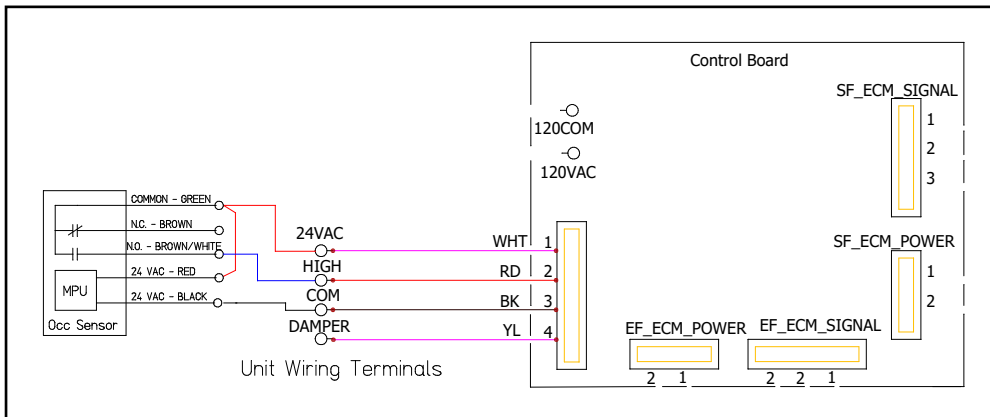 Control Board
SF_ECM_SIGNAL
1
2
3
120COM
120VAC
COMMON - GREEN
N.C. - BROWN
N.O. - BROWN/WHITE
24 VAC - RED
24 VAC - BLACK
MPU
Occ Sensor
24VAC
HIGH
COM
DAMPER
Unit Wiring Terminals
WHT 1
RD 2
BK 3
YL 4
SF_ECM_POWER
1
2
EF_ECM_POWER
2 1
EF_ECM_SIGNAL
2 2 1